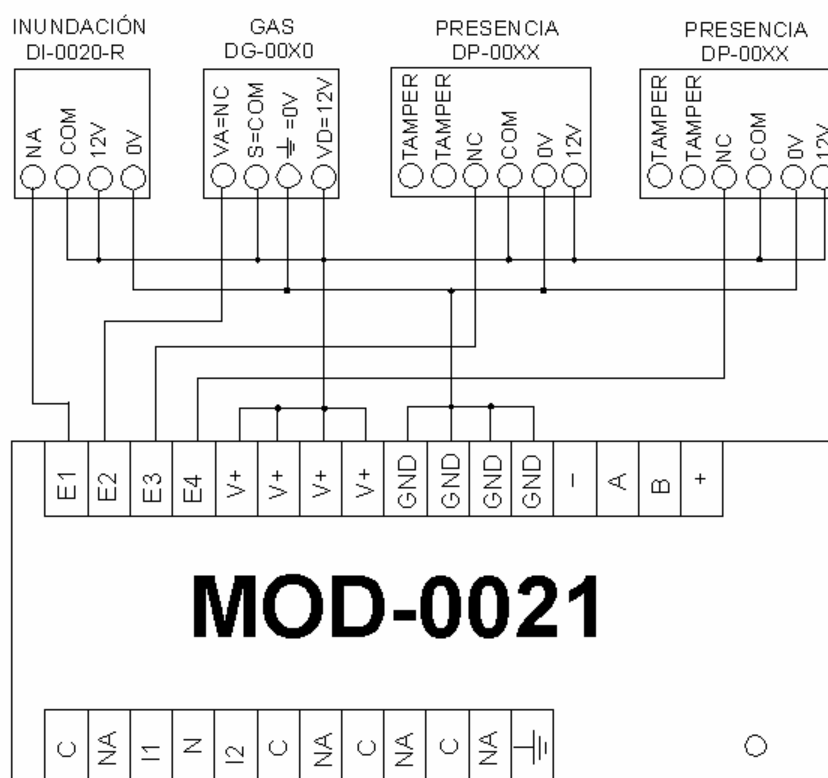 INUNDACIÓN
DI-0020-R
GAS
DG-00X0
PRESENCIA
DP-00XX
PRESENCIA
DP-00XX
NA
COM
12V
0V
VA=NC
S=COM
=0V
VD=12V
TAMPER
TAMPER
NC
COM
0V
12V
TAMPER
TAMPER
NC
COM
0V
12V
E1
E2
E3
E4
V+
V+
V+
V+
GND
GND
GND
GND
-
A
B
+
MOD-0021
C
NA
I1
N
I2
C
NA
C
NA
C
NA